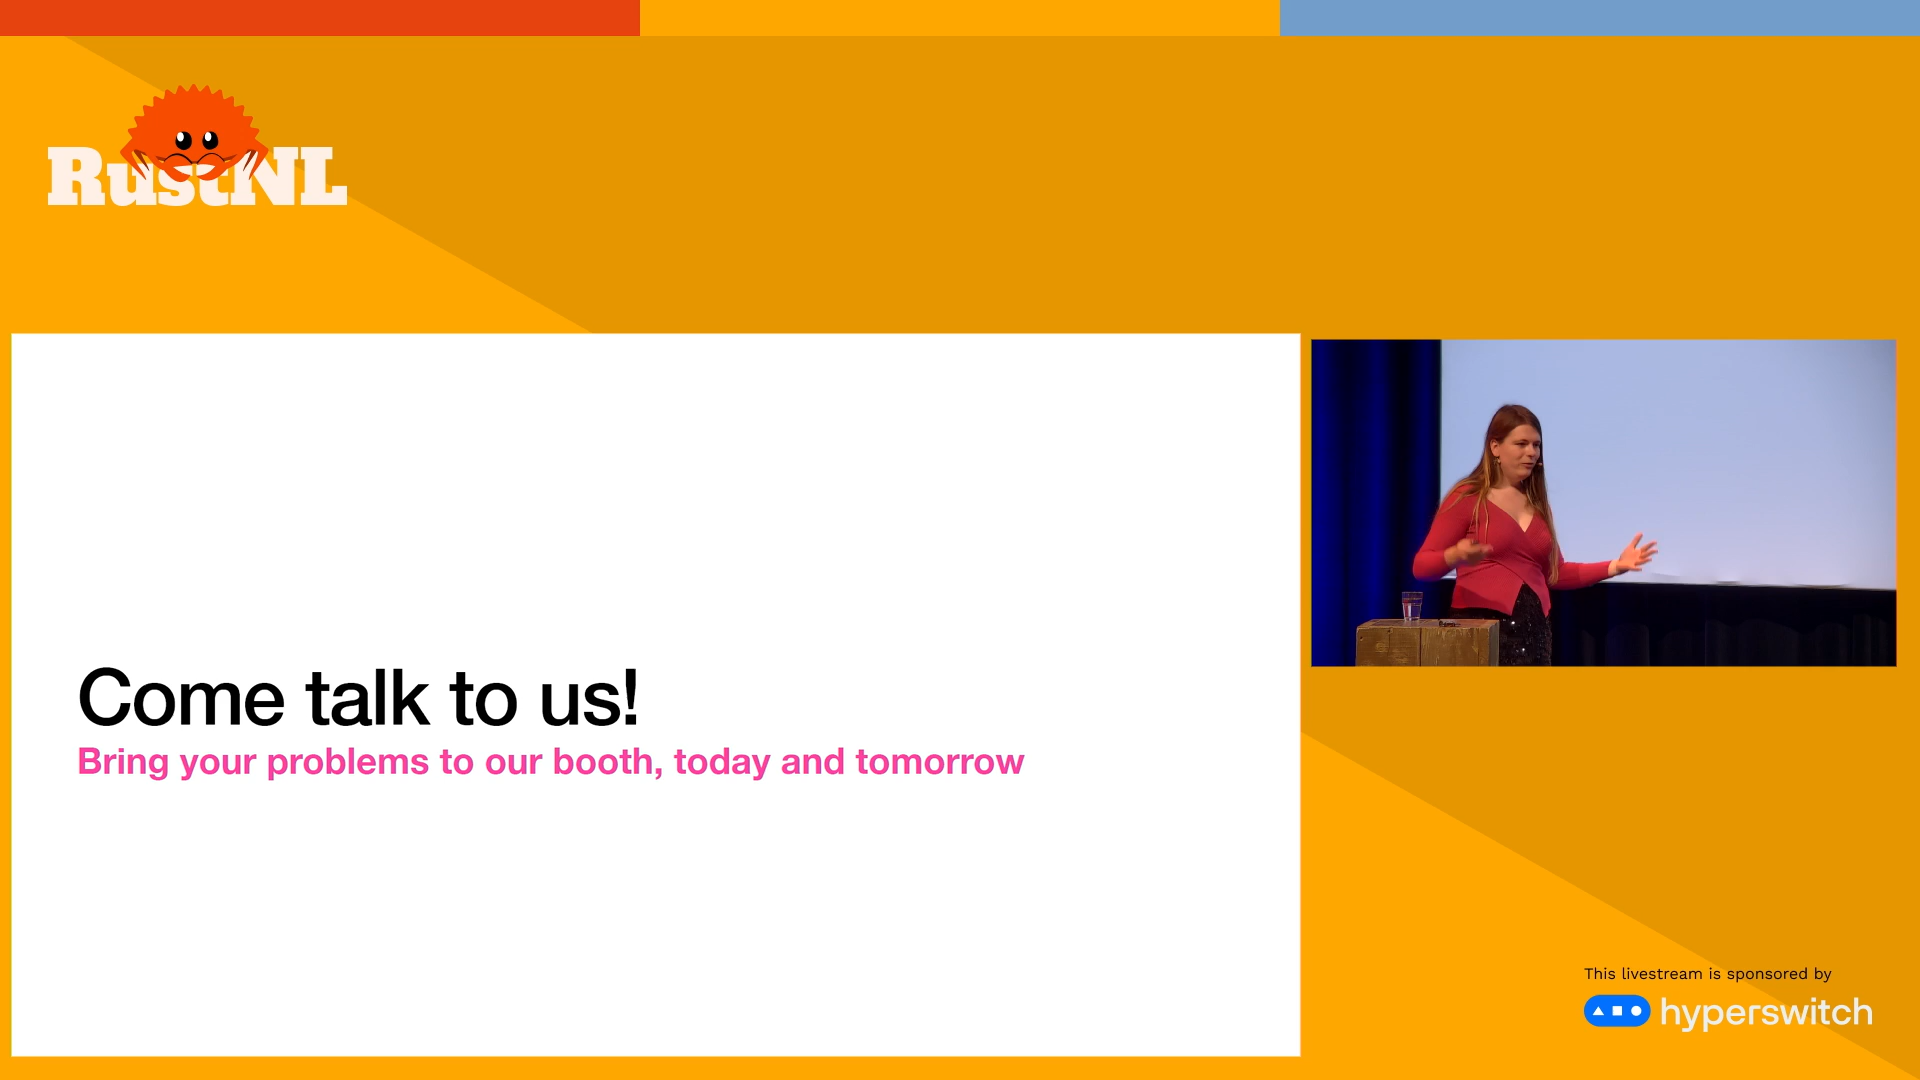 RustNL
Come talk to us!
Bring your problems to our booth, today and tomorrow
This livestream is sponsored by
hyperswitch